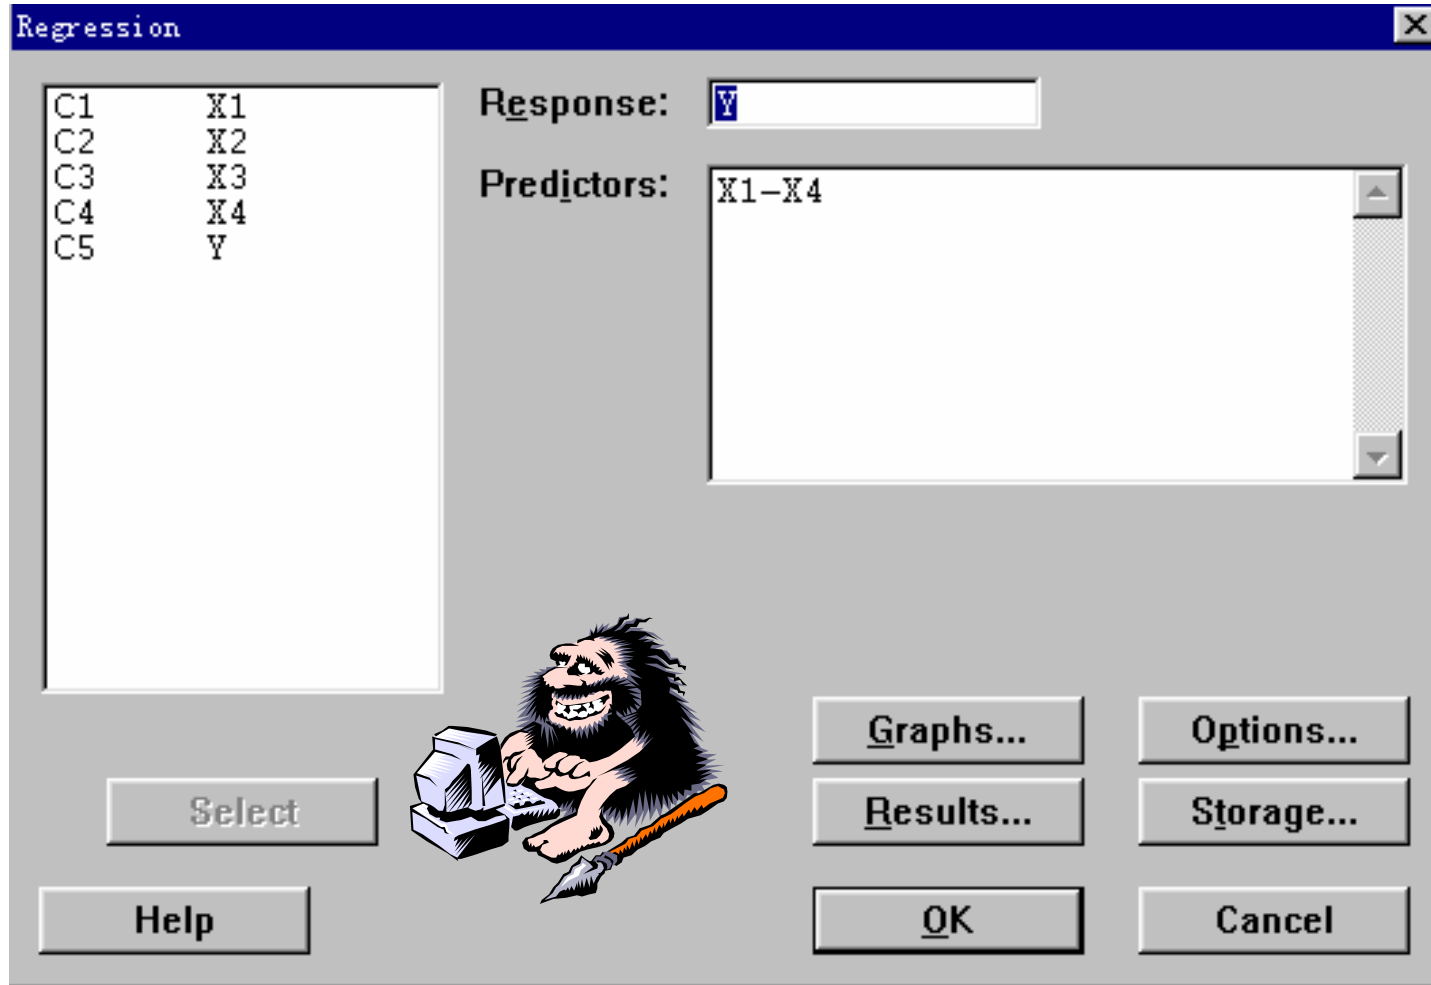 Regression
C1 X1
C2 X2
C3 X3
C4 X4
C5 Y
Response: Y
Predictors: X1-X4
Graphs...
Options...
Select
Results...
Storage...
Help
OK
Cancel